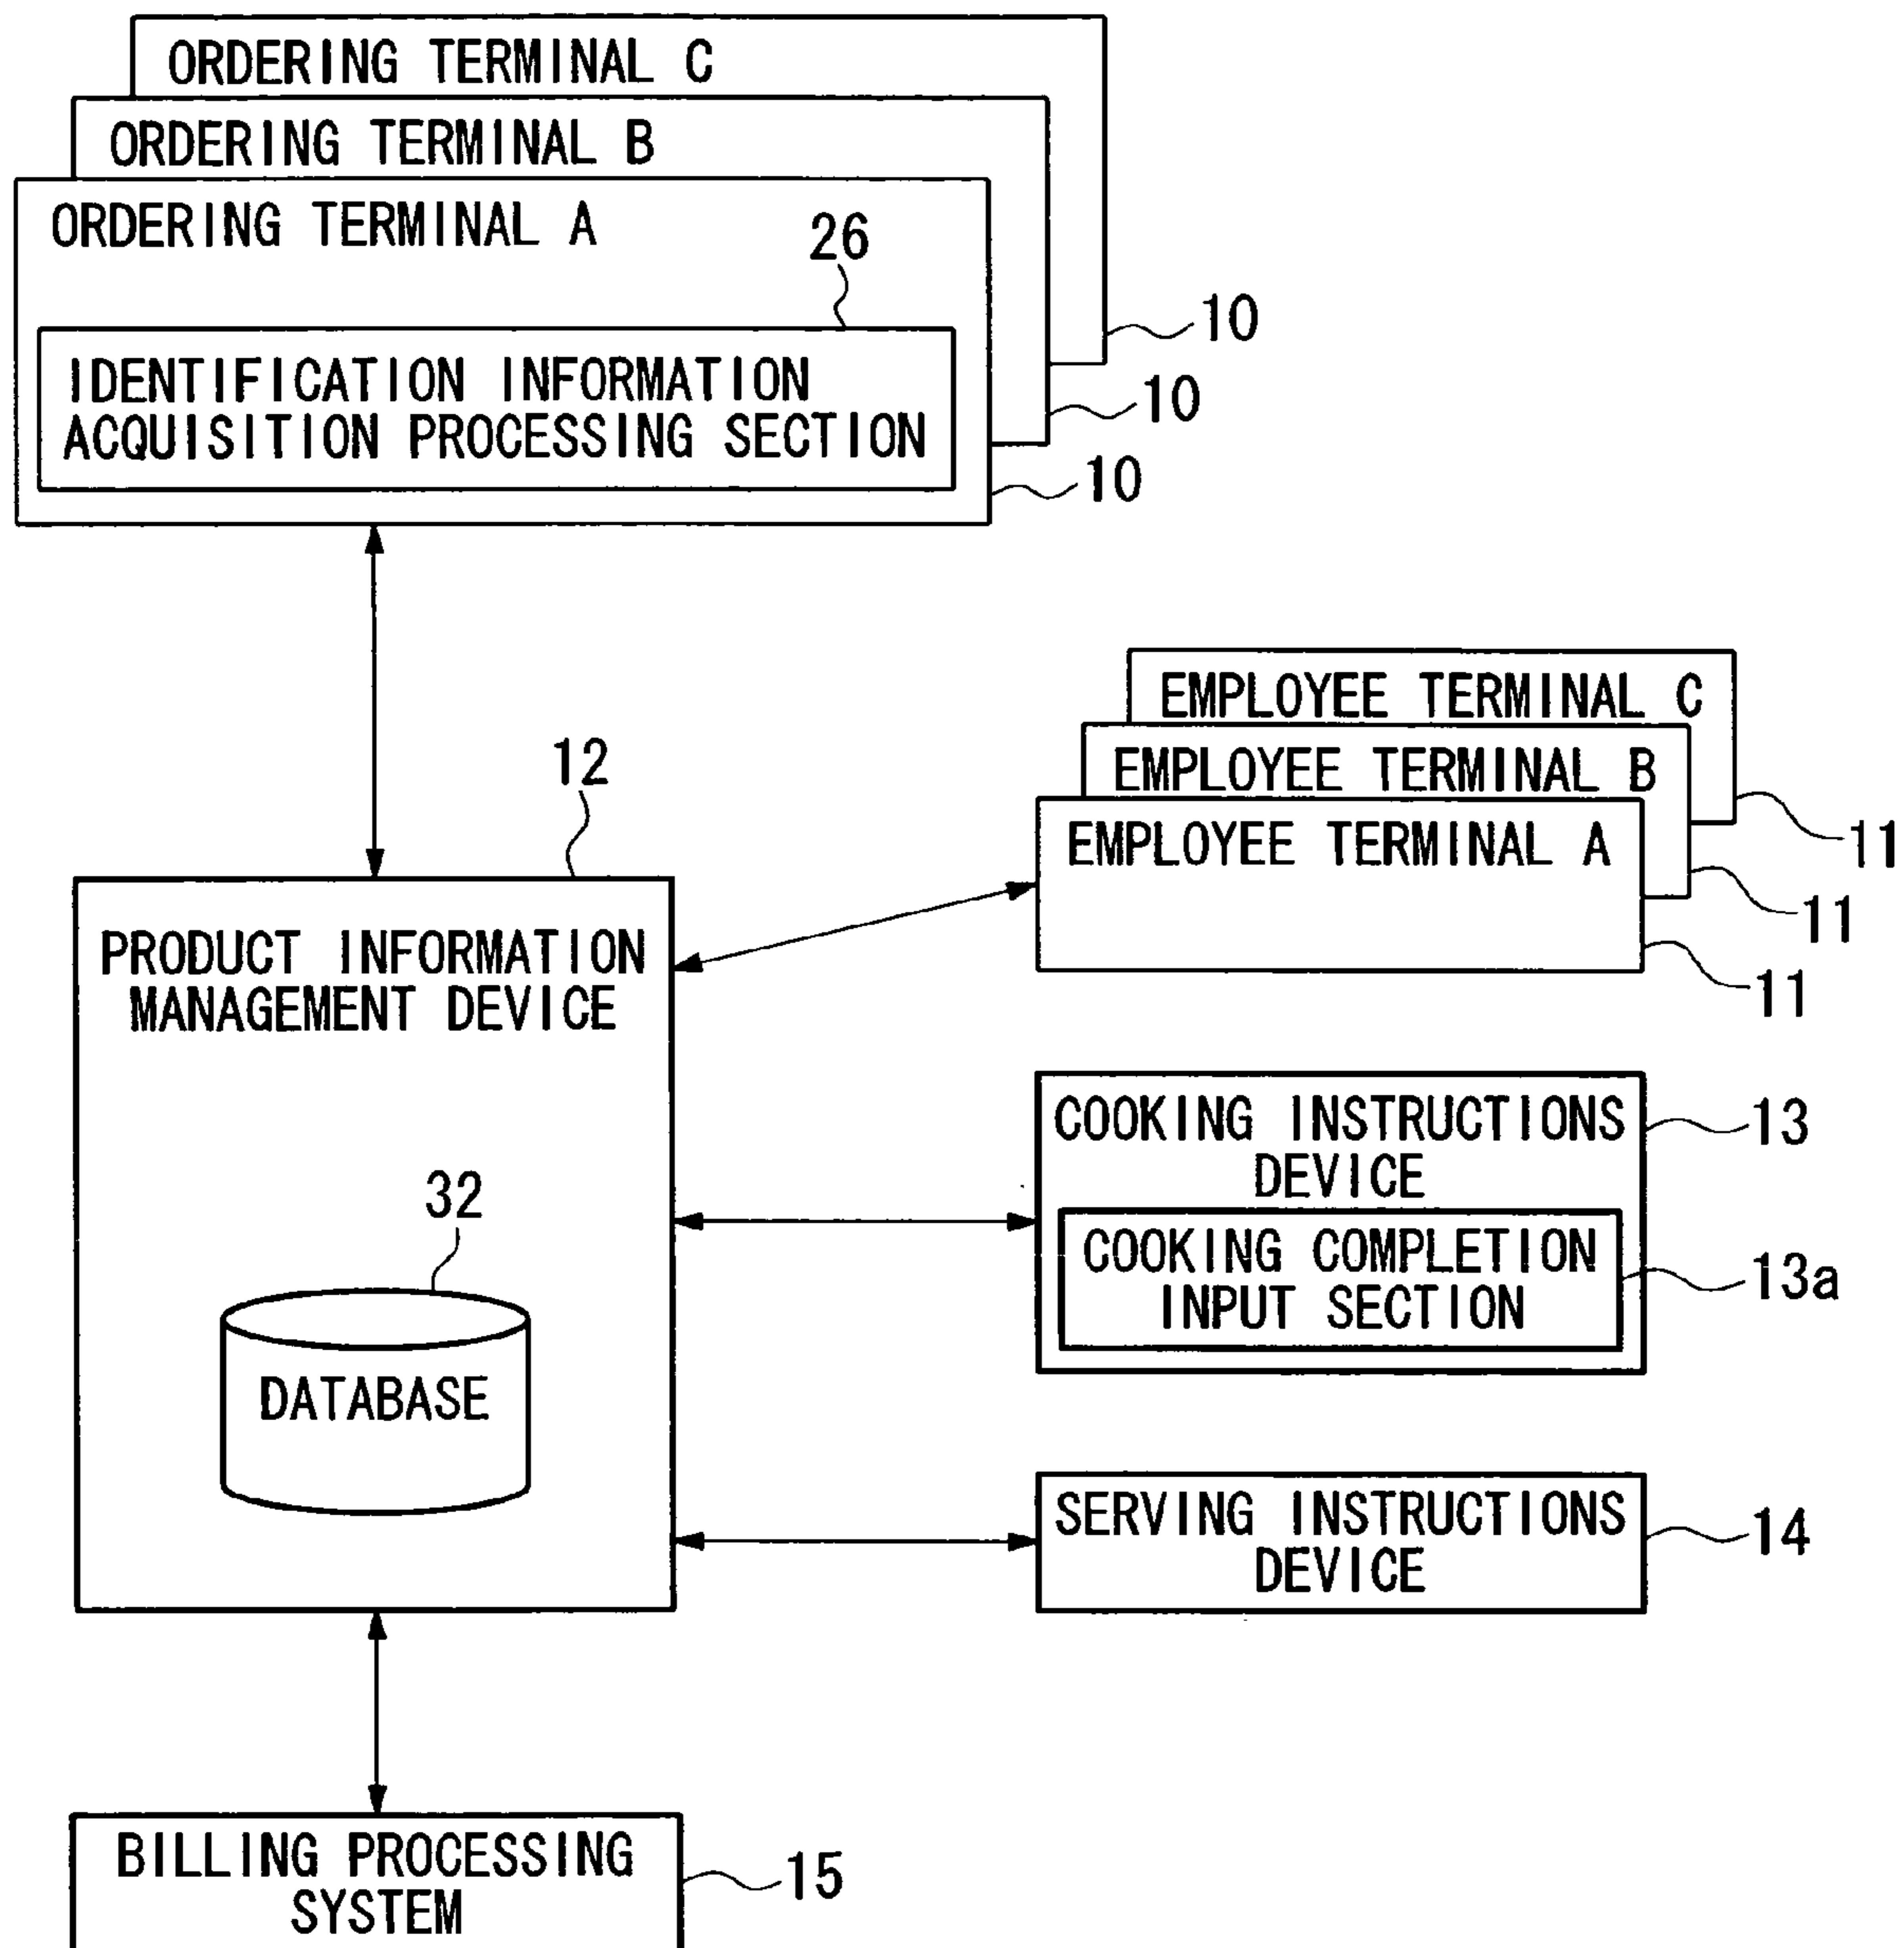 ORDERING TERMINAL C
ORDERING TERMINAL B
ORDERING TERMINAL A
26
IDENTIFICATION INFORMATION
ACQUISITION PROCESSING SECTION
10
10
10
EMPLOYEE TERMINAL C
EMPLOYEE TERMINAL B
EMPLOYEE TERMINAL A
11
11
11
12
PRODUCT INFORMATION
MANAGEMENT DEVICE
32
DATABASE
COOKING INSTRUCTIONS
DEVICE
13
COOKING COMPLETION
INPUT SECTION
13a
SERVING INSTRUCTIONS
DEVICE
14
BILLING PROCESSING
SYSTEM
15